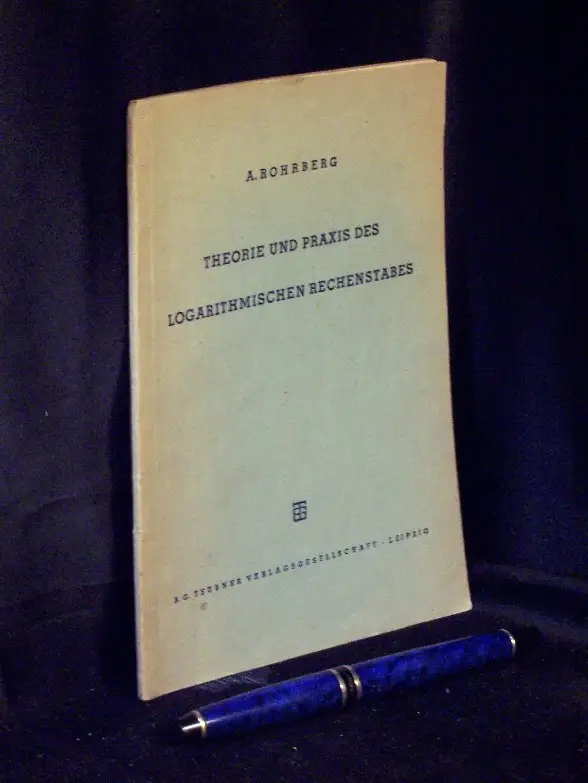 A. ROHRBERG
THEORIE UND PRAXIS DES
LOGARITHMISCHEN RECHENSTABES
B. G. TEUBNER VERLAGSGESELLSCHAFT · LEIPZIG